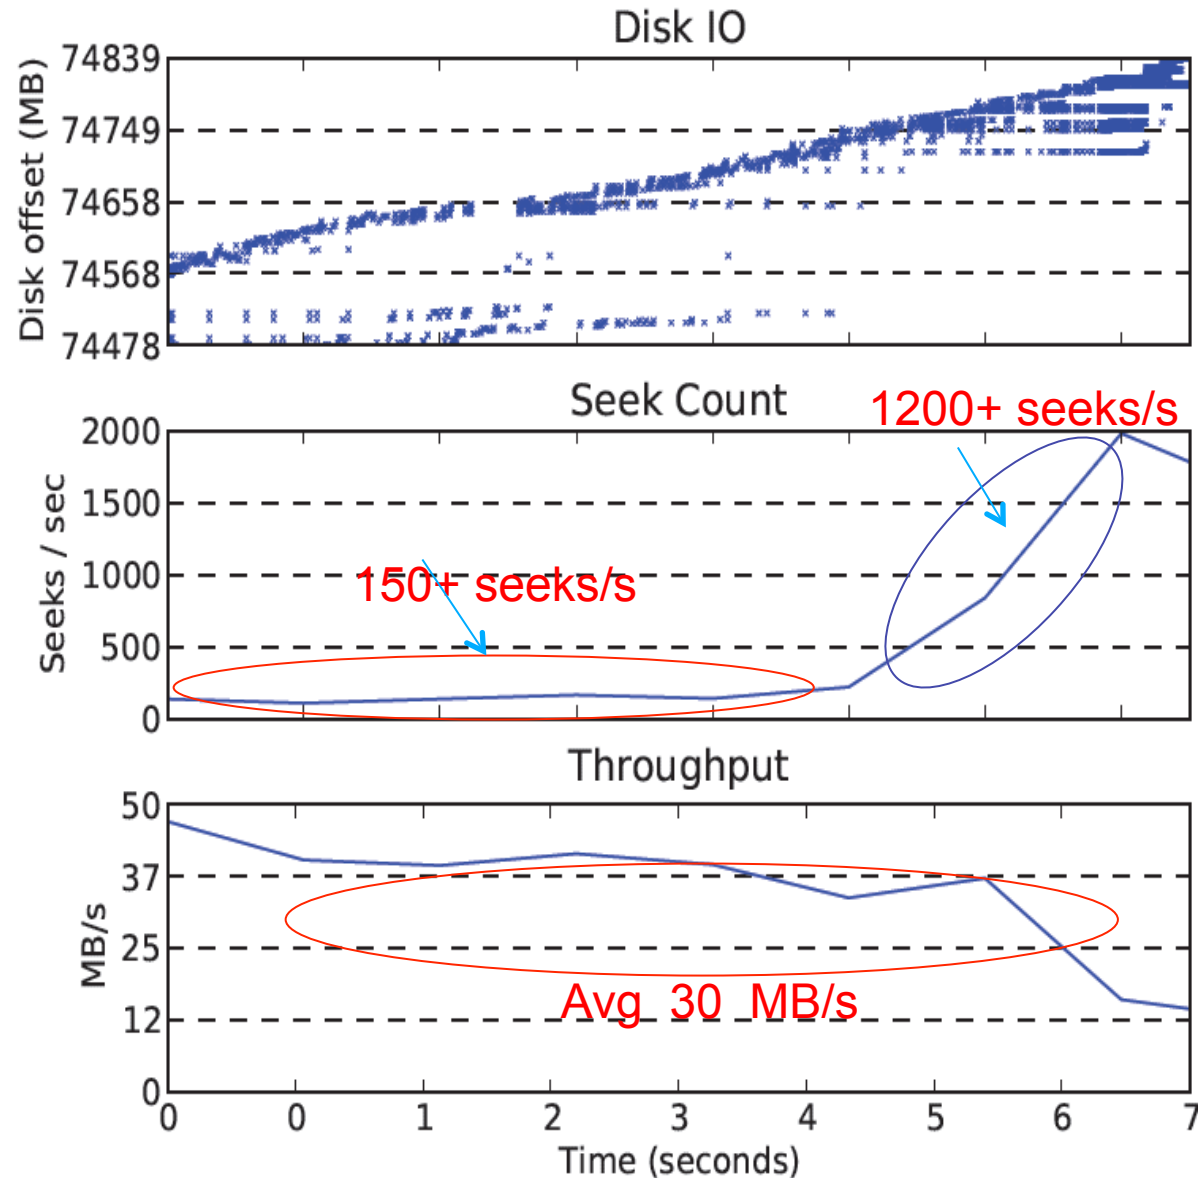 Disk IO
Disk offset (MB)
74839
74749
74658
74568
74478
Seek Count
1200+ seeks/s
Seeks / sec
2000
1500
1000
500
0
150+ seeks/s
Throughput
MB/s
50
37
25
12
0
Avg 30 MB/s
0 0 1 2 3 4 5 6 7
Time (seconds)